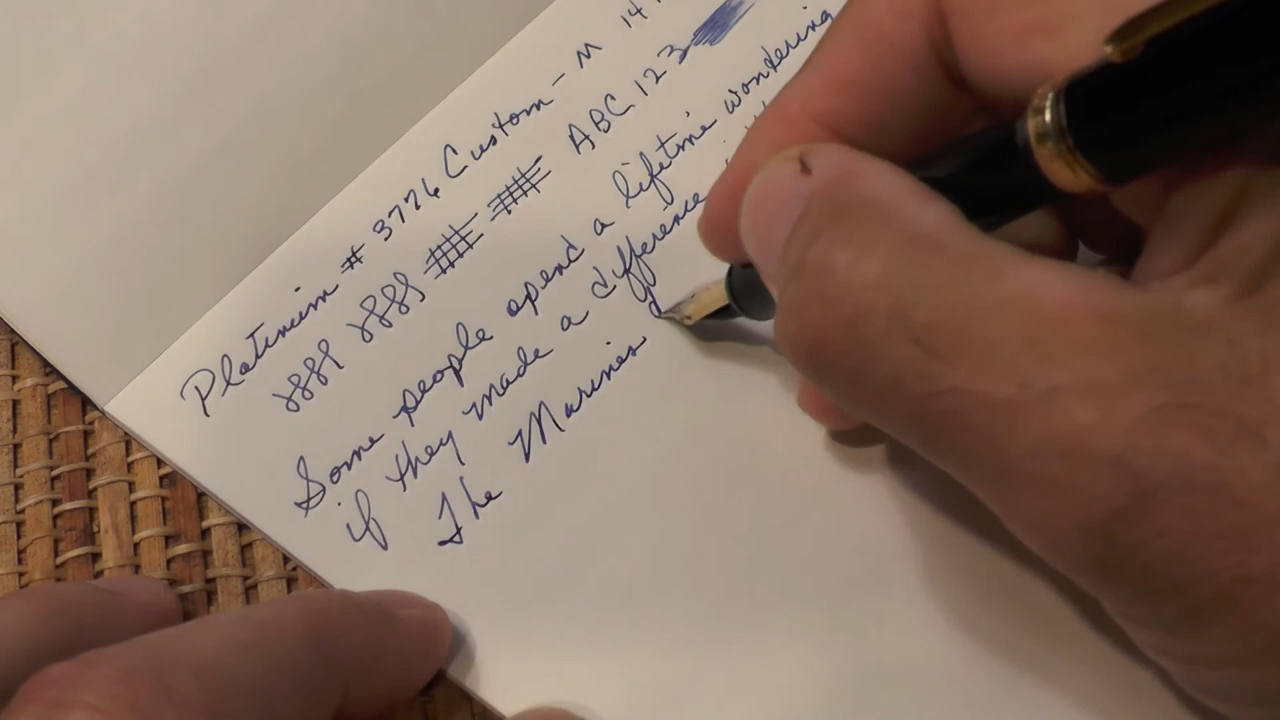 Platinum # 3776 Custom - M 14
ABC 123
Some people spend a lifetime wondering
if they made a difference
The Marines d